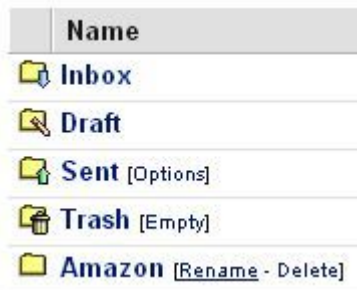 Name
Inbox
Draft
Sent [Options]
Trash [Empty]
Amazon [Rename - Delete]